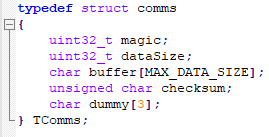 typedef struct comms
{
uint32_t magic;
uint32_t dataSize;
char buffer[MAX_DATA_SIZE];
unsigned char checksum;
char dummy[3];
} TComms;